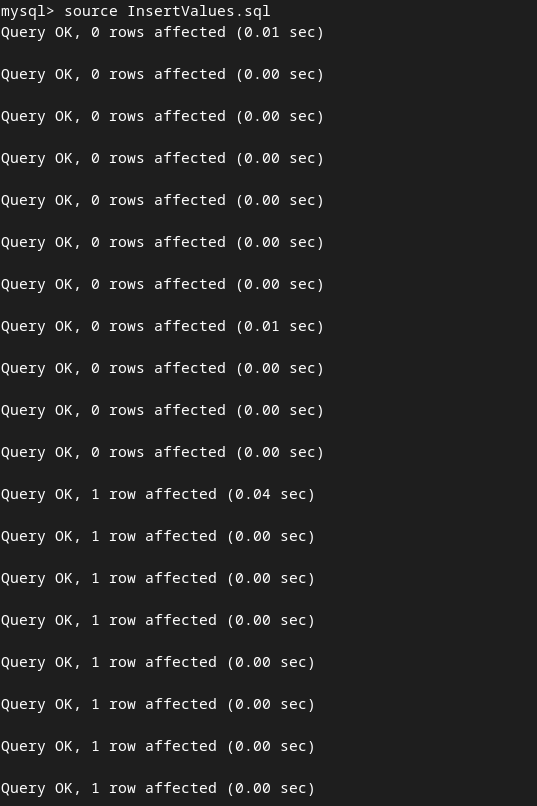 mysql> source InsertValues.sql
Query OK, 0 rows affected (0.01 sec)
Query OK, 0 rows affected (0.00 sec)
Query OK, 0 rows affected (0.00 sec)
Query OK, 0 rows affected (0.00 sec)
Query OK, 0 rows affected (0.00 sec)
Query OK, 0 rows affected (0.00 sec)
Query OK, 0 rows affected (0.00 sec)
Query OK, 0 rows affected (0.01 sec)
Query OK, 0 rows affected (0.00 sec)
Query OK, 0 rows affected (0.00 sec)
Query OK, 0 rows affected (0.00 sec)
Query OK, 1 row affected (0.04 sec)
Query OK, 1 row affected (0.00 sec)
Query OK, 1 row affected (0.00 sec)
Query OK, 1 row affected (0.00 sec)
Query OK, 1 row affected (0.00 sec)
Query OK, 1 row affected (0.00 sec)
Query OK, 1 row affected (0.00 sec)
Query OK, 1 row affected (0.00 sec)